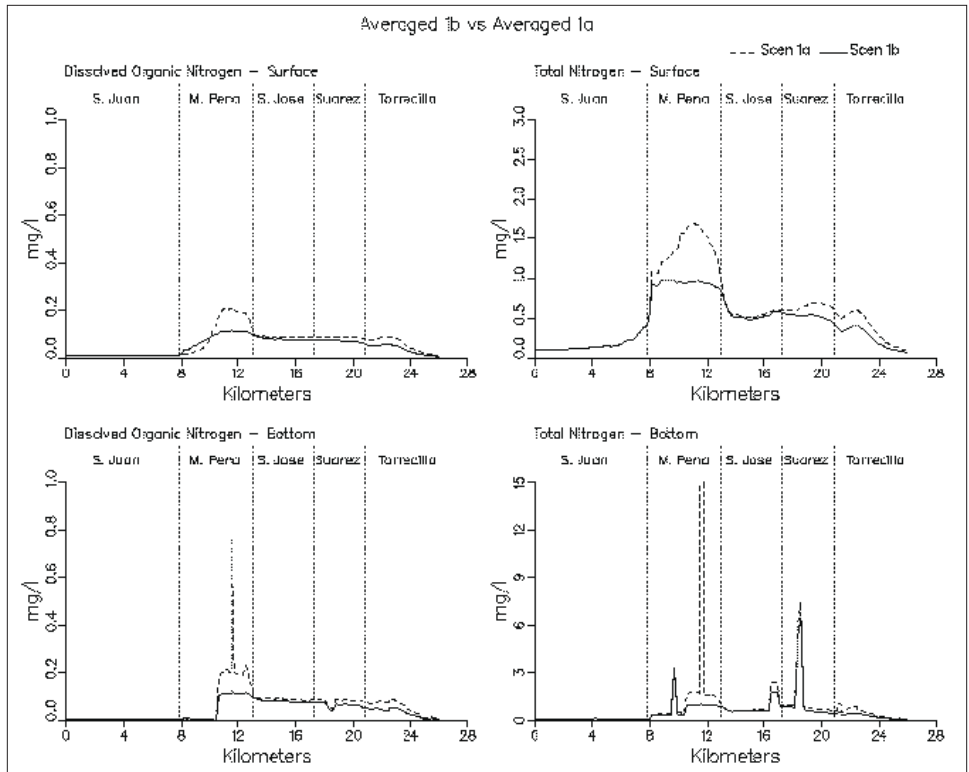 Averaged 1b vs Averaged 1a
Scen 1a Scen 1b
Dissolved Organic Nitrogen – Surface
S. Juan M. Pena S. Jose Suarez Torrecilla
mg/l
0.0 0.2 0.4 0.6 0.8 1.0
0 4 8 12 16 20 24 28
Kilometers
Total Nitrogen – Surface
S. Juan M. Pena S. Jose Suarez Torrecilla
mg/l
0.0 0.5 1.0 1.5 2.0 2.5 3.0
0 4 8 12 16 20 24 28
Kilometers
Dissolved Organic Nitrogen – Bottom
S. Juan M. Pena S. Jose Suarez Torrecilla
mg/l
0.0 0.2 0.4 0.6 0.8 1.0
0 4 8 12 16 20 24 28
Kilometers
Total Nitrogen – Bottom
S. Juan M. Pena S. Jose Suarez Torrecilla
mg/l
0 3 6 9 12 15
0 4 8 12 16 20 24 28
Kilometers